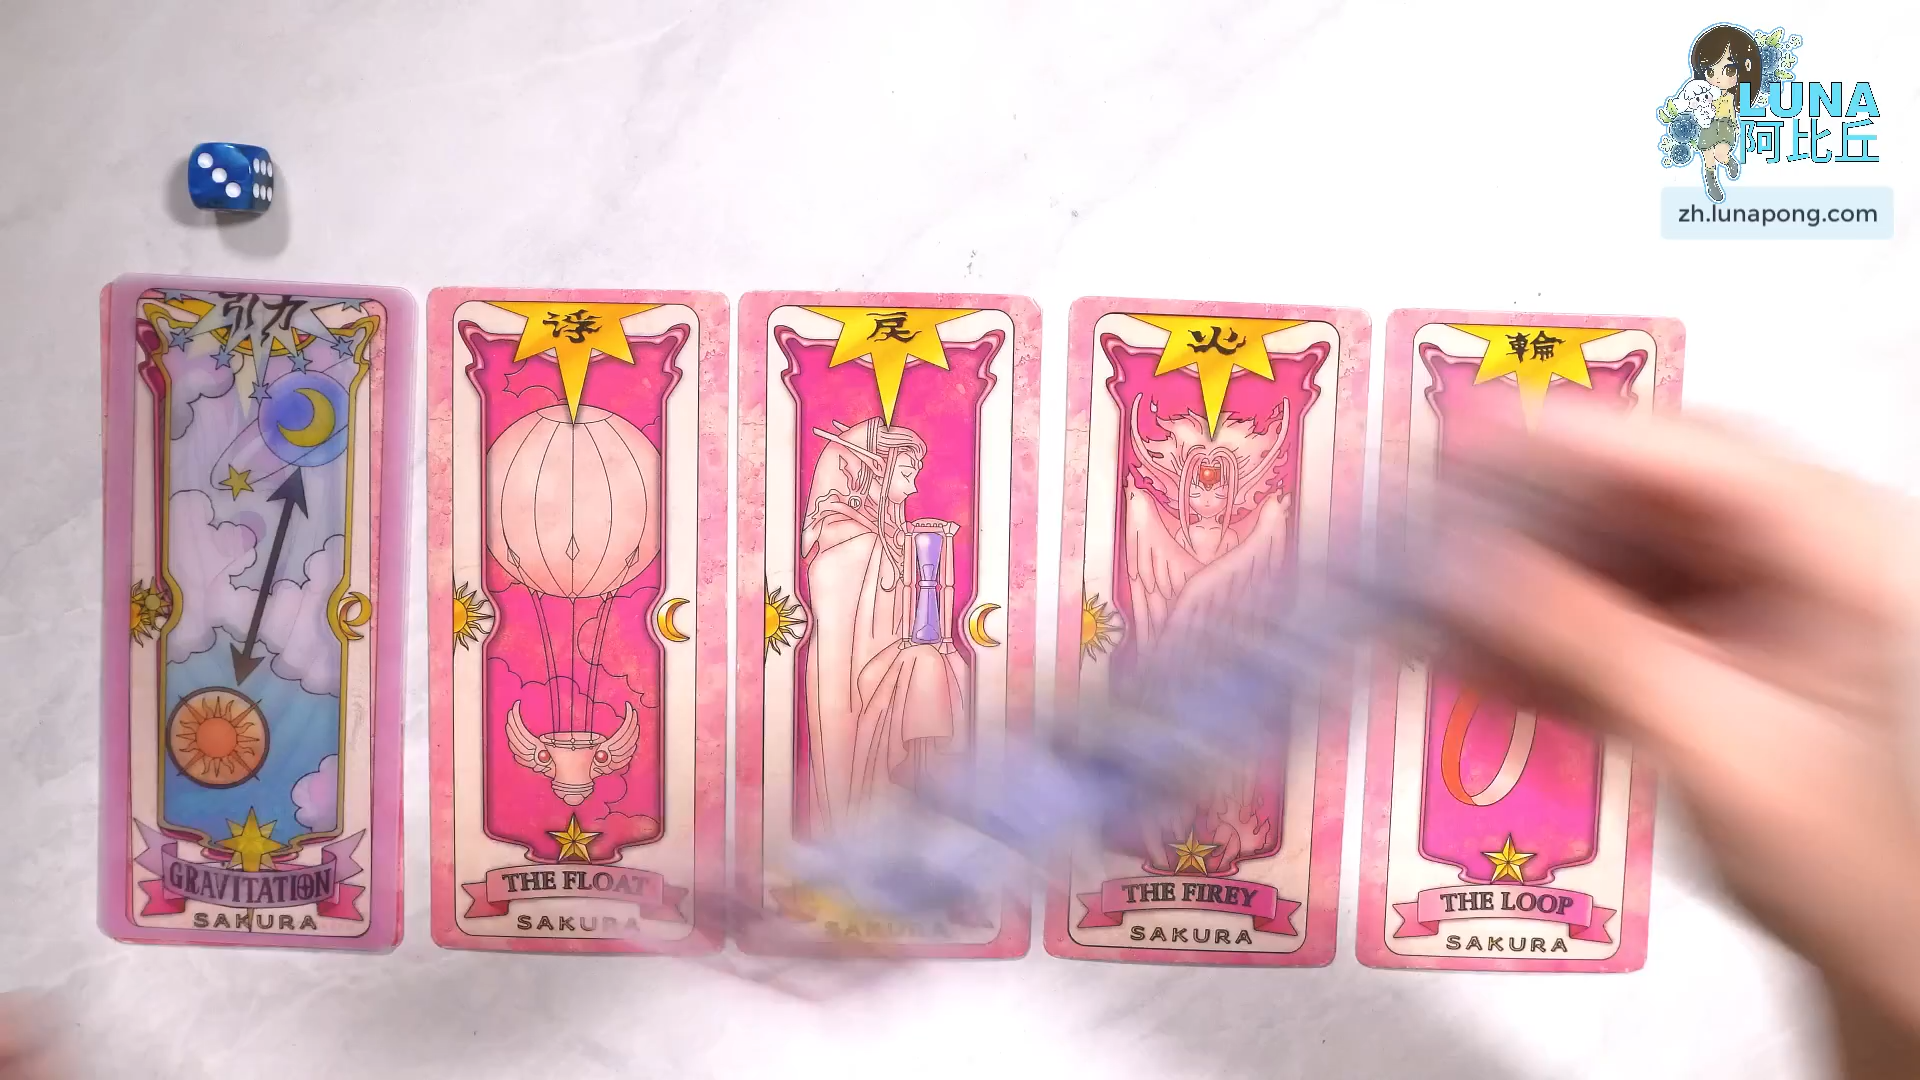 LUNA
阿比丘
zh.lunapong.com
引力
GRAVITATION
SAKURA
浮
THE FLOAT
SAKURA
戻
SAKURA
火
THE FIREY
SAKURA
輪
THE LOOP
SAKURA